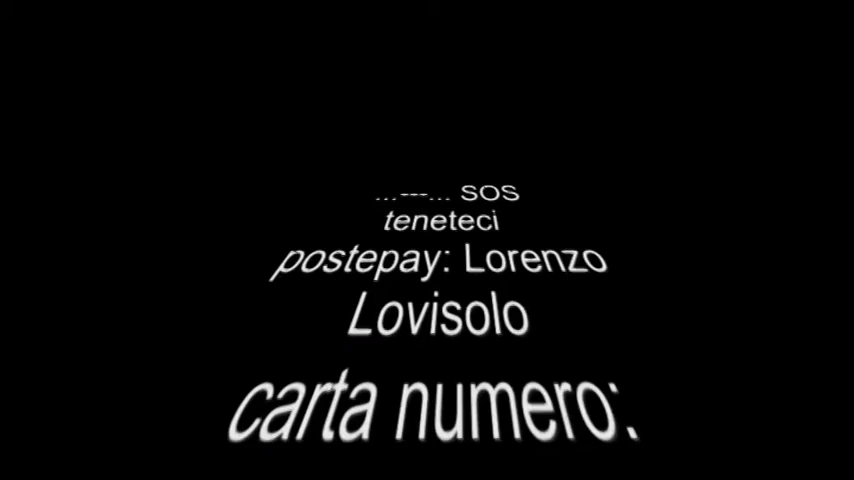 ...---... SOS
teneteci
postepay: Lorenzo
Lovisolo
carta numero: